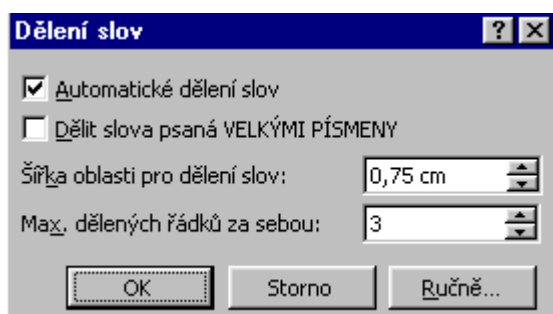 Dělení slov
Automatické dělení slov
Dělit slova psaná VELKÝMI PÍSMENY
Šířka oblasti pro dělení slov: 0,75 cm
Max. dělených řádků za sebou: 3
OK Storno Ručně...